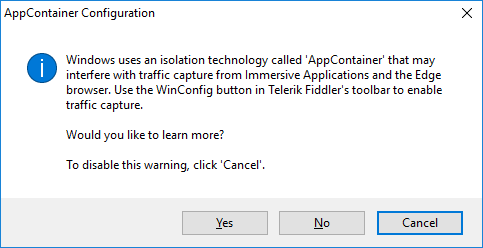 AppContainer Configuration
Windows uses an isolation technology called 'AppContainer' that may
interfere with traffic capture from Immersive Applications and the Edge
browser. Use the WinConfig button in Telerik Fiddler's toolbar to enable
traffic capture.
Would you like to learn more?
To disable this warning, click 'Cancel'.
Yes No Cancel